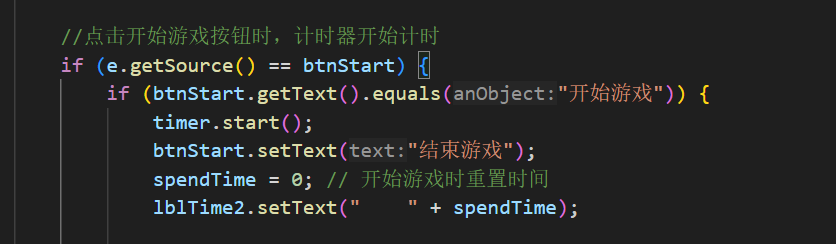 //点击开始游戏按钮时，计时器开始计时
if (e.getSource() == btnStart) {
if (btnStart.getText().equals(anObject:"开始游戏")) {
timer.start();
btnStart.setText(text:"结束游戏");
spendTime = 0; // 开始游戏时重置时间
lblTime2.setText("    " + spendTime);